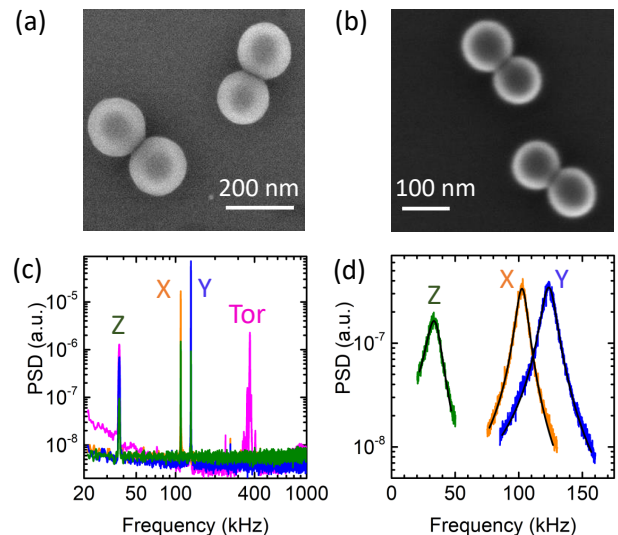 (a)
(b)
200 nm
100 nm
(c)
(d)
PSD (a.u.)
10⁻⁵
10⁻⁶
10⁻⁷
10⁻⁸
Z
X
Y
Tor
20
100
400
1000
Frequency (kHz)
PSD (a.u.)
10⁻⁷
10⁻⁸
Z
X
Y
0
50
100
150
Frequency (kHz)